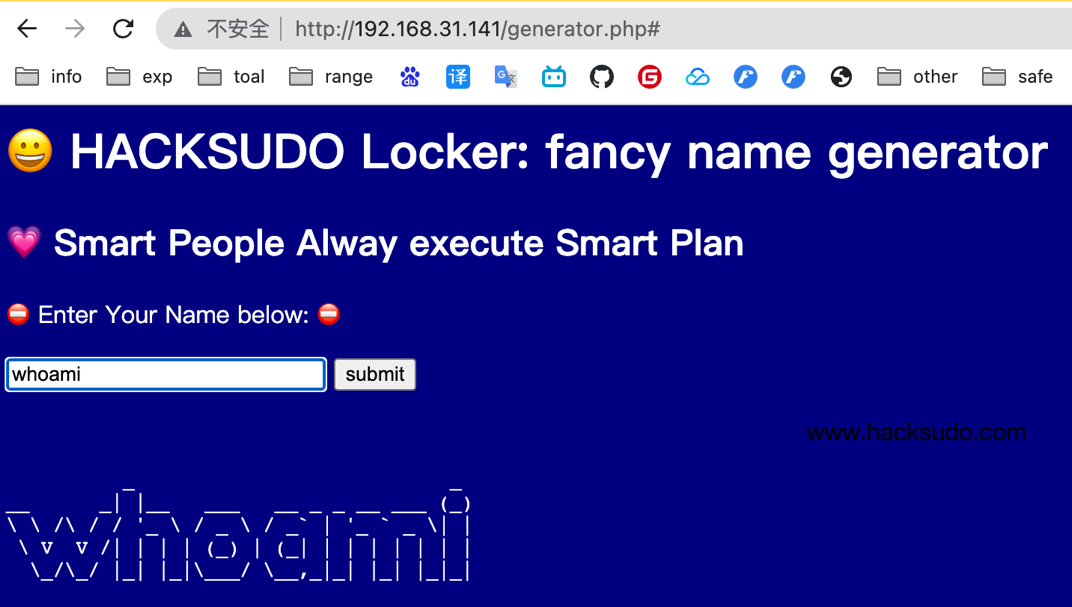 不安全 | http://192.168.31.141/generator.php#
info exp toal range du 译 G 文 G other safe
😀 HACKSUDO Locker: fancy name generator
💗 Smart People Alway execute Smart Plan
⛔ Enter Your Name below: ⛔
whoami submit
www.hacksudo.com
whoami